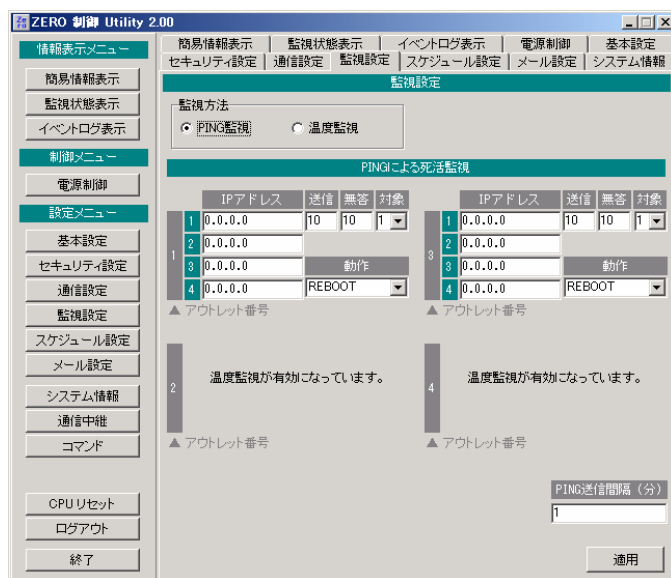 ZERO 制御 Utility 2.00
情報表示メニュー
簡易情報表示
監視状態表示
イベントログ表示
制御メニュー
電源制御
設定メニュー
基本設定
セキュリティ設定
通信設定
監視設定
スケジュール設定
メール設定
システム情報
通信中継
コマンド
CPUリセット
ログアウト
終了
簡易情報表示 監視状態表示 イベントログ表示 電源制御 基本設定
セキュリティ設定 通信設定 監視設定 スケジュール設定 メール設定 システム情報
監視設定
監視方法
PING監視 温度監視
PINGによる死活監視
IPアドレス 送信 無答 対象
1 0.0.0.0 10 10 1
2 0.0.0.0
1
3 0.0.0.0 動作
4 0.0.0.0 REBOOT
▲ アウトレット番号
IPアドレス 送信 無答 対象
1 0.0.0.0 10 10 1
2 0.0.0.0
3
3 0.0.0.0 動作
4 0.0.0.0 REBOOT
▲ アウトレット番号
2 温度監視が有効になっています。
▲ アウトレット番号
4 温度監視が有効になっています。
▲ アウトレット番号
PING送信間隔（分）
1
適用